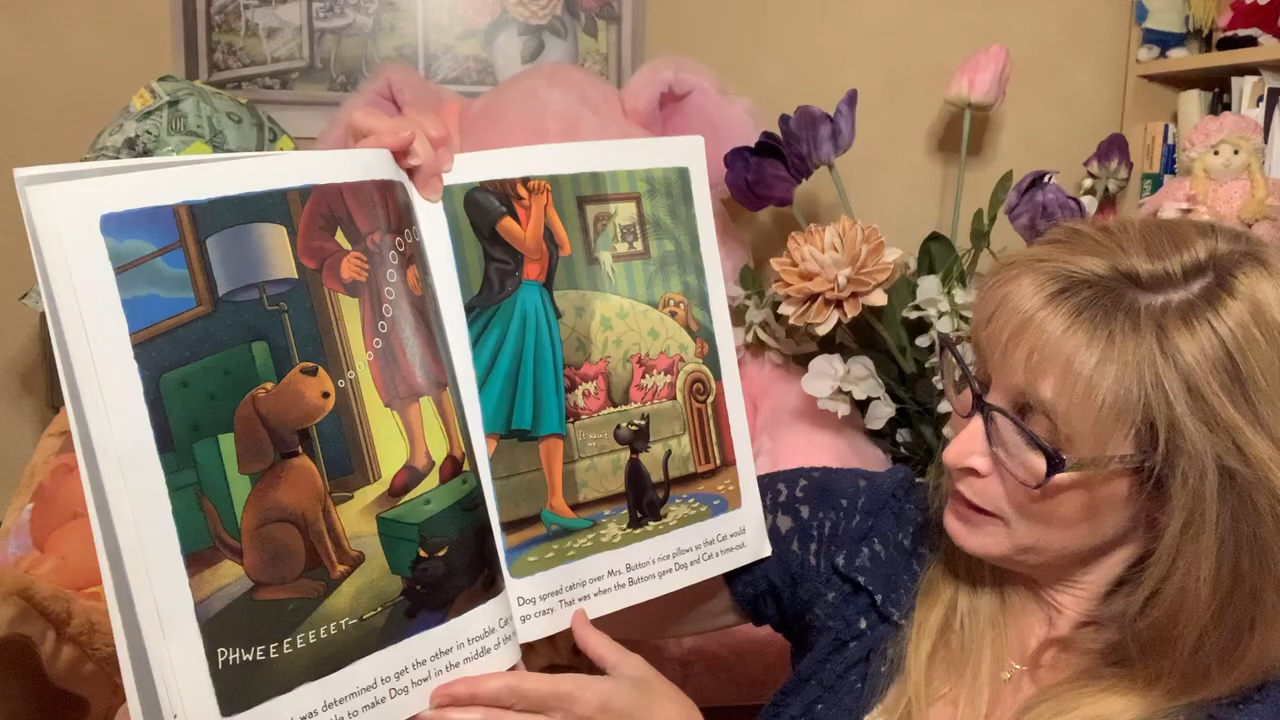 PHWEEEEEEET-
was determined to get the other in trouble. Cat
to make Dog howl in the middle of the
It wasn't
me
Dog spread catnip over Mrs. Button's nice pillows so that Cat would
go crazy. That was when the Buttons gave Dog and Cat a time-out.